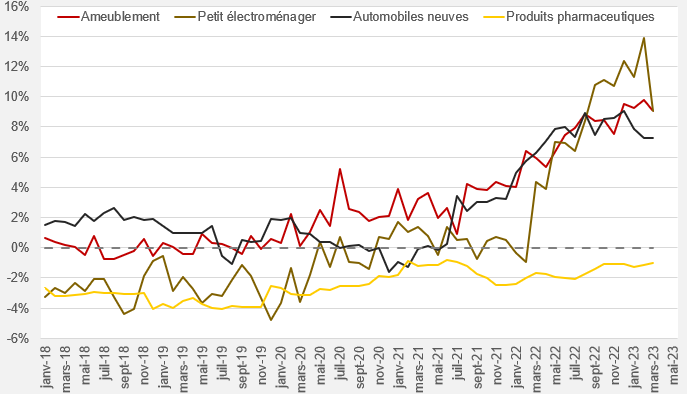 Ameublement Petit électroménager Automobiles neuves Produits pharmaceutiques
16%
14%
12%
10%
8%
6%
4%
2%
0%
-2%
-4%
-6%
janv-18
mars-18
mai-18
juil-18
sept-18
nov-18
janv-19
mars-19
mai-19
juil-19
sept-19
nov-19
janv-20
mars-20
mai-20
juil-20
sept-20
nov-20
janv-21
mars-21
mai-21
juil-21
sept-21
nov-21
janv-22
mars-22
mai-22
juil-22
sept-22
nov-22
janv-23
mars-23
mai-23